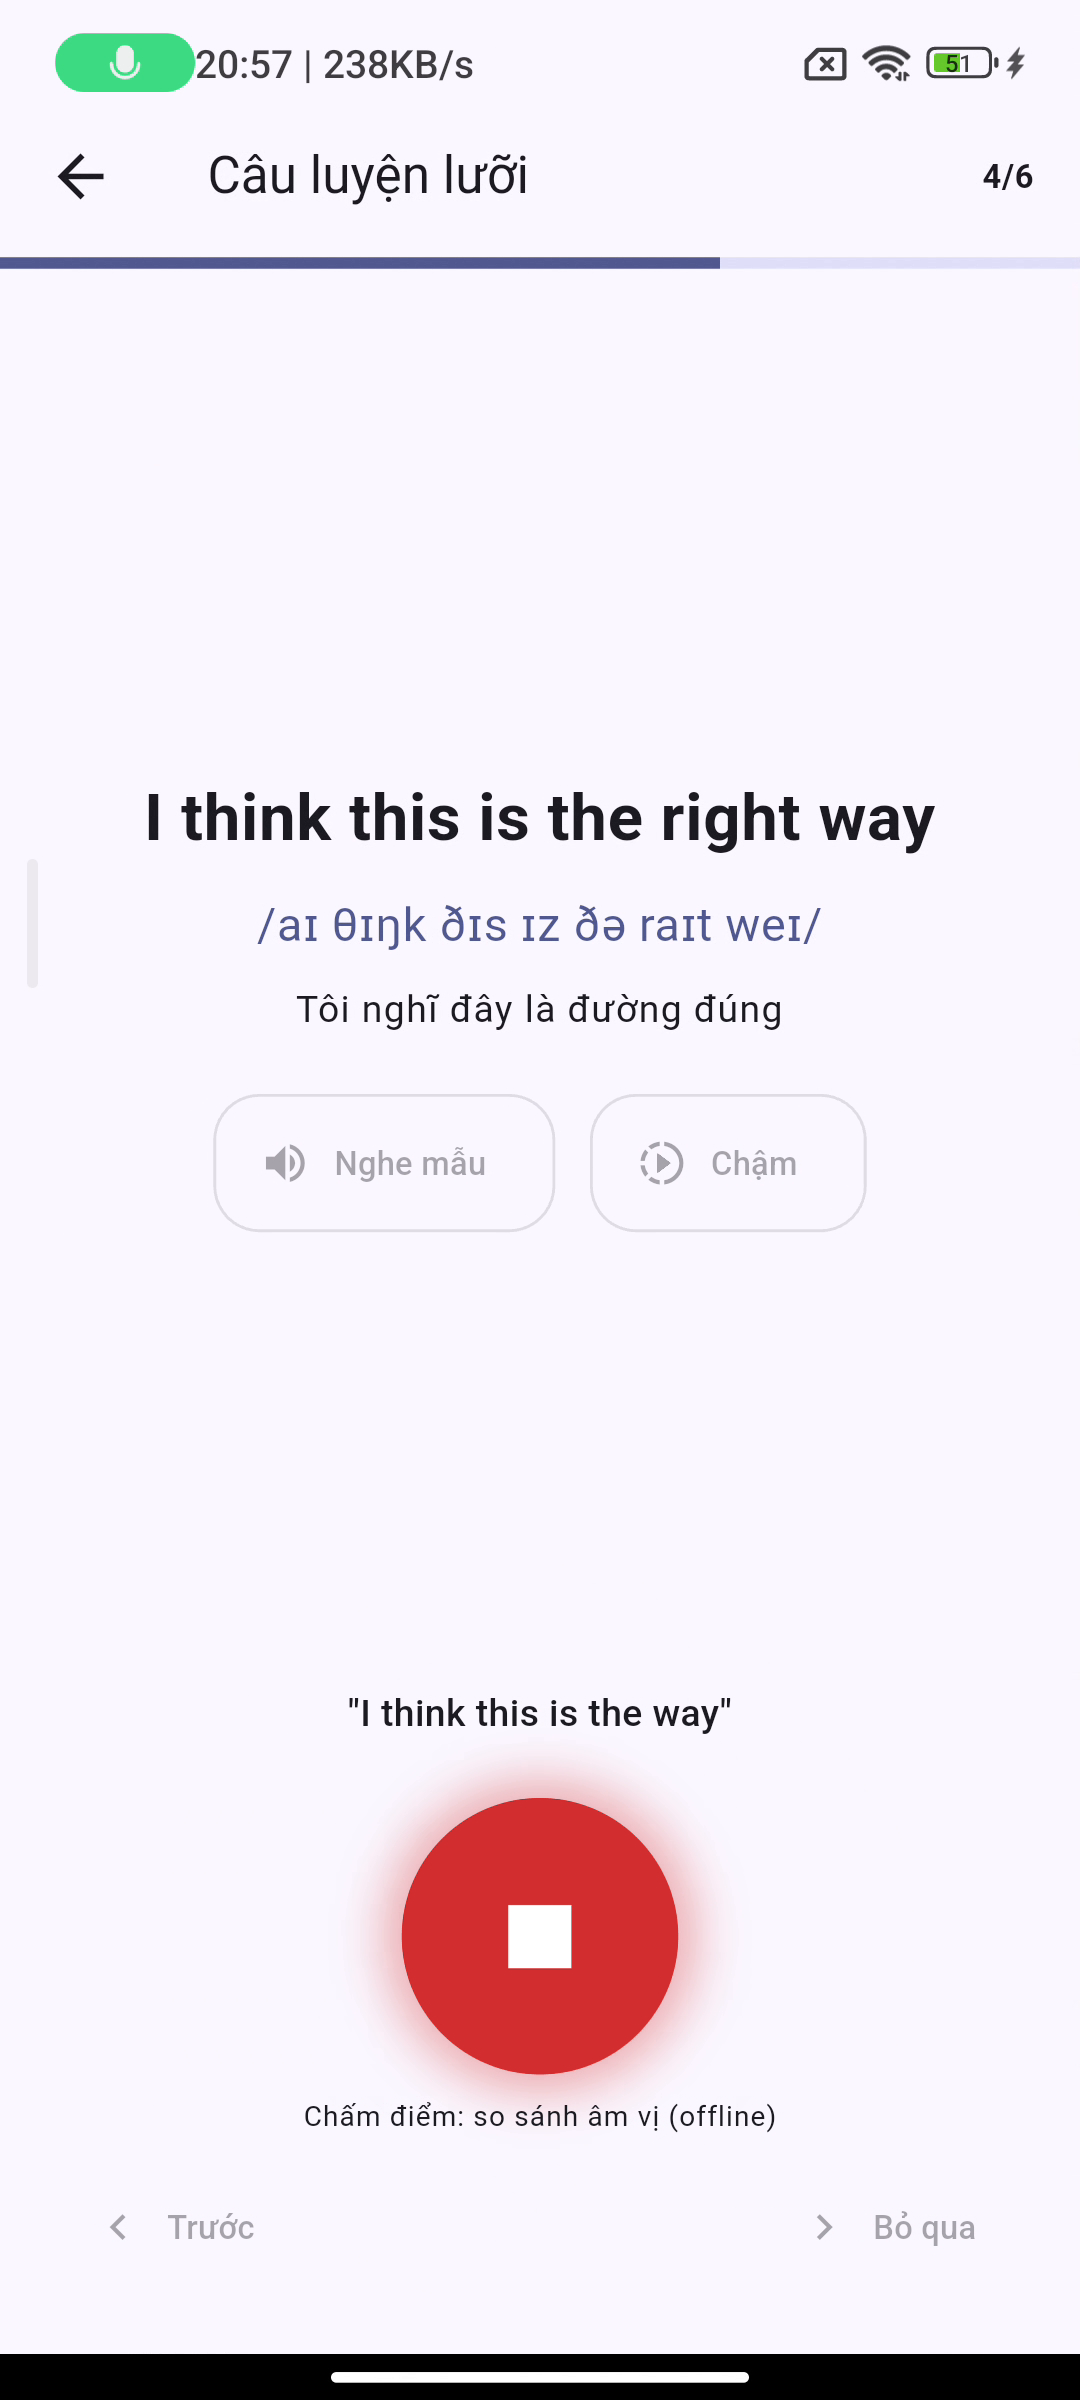 20:57 | 238KB/s
51
Câu luyện lưỡi
4/6
I think this is the right way
/aɪ θɪŋk ðɪs ɪz ðə raɪt weɪ/
Tôi nghĩ đây là đường đúng
Nghe mẫu
Chậm
"I think this is the way"
Chấm điểm: so sánh âm vị (offline)
Trước
Bỏ qua